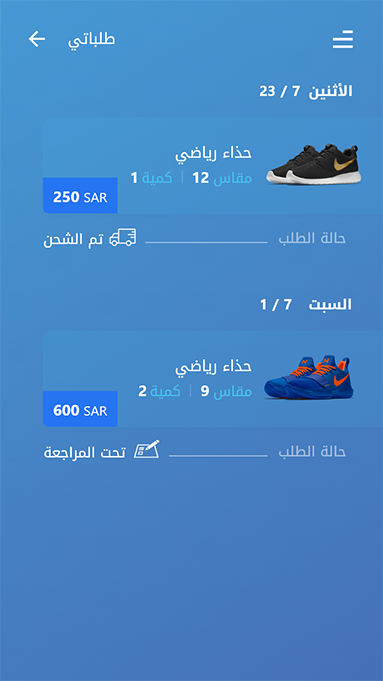 طلباتي
الأثنين 7 / 23
حذاء رياضي
مقاس 12 | كمية 1
250 SAR
حالة الطلب
تم الشحن
السبت 7 / 1
حذاء رياضي
مقاس 9 | كمية 2
600 SAR
حالة الطلب
تحت المراجعة